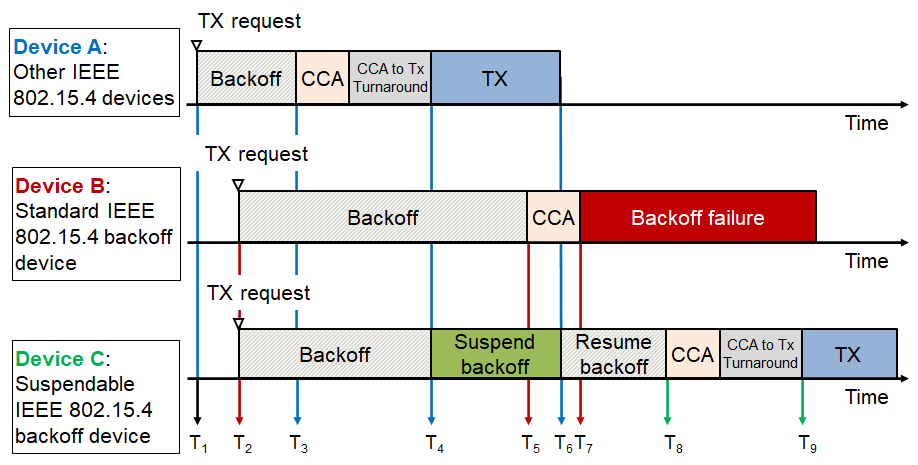 TX request
Device A:
Other IEEE
802.15.4 devices
Backoff
CCA
CCA to Tx
Turnaround
TX
Time
TX request
Device B:
Standard IEEE
802.15.4 backoff
device
Backoff
CCA
Backoff failure
Time
TX request
Device C:
Suspendable
IEEE 802.15.4
backoff device
Backoff
Suspend
backoff
Resume
backoff
CCA
CCA to Tx
Turnaround
TX
Time
T1 T2 T3 T4 T5 T6 T7 T8 T9